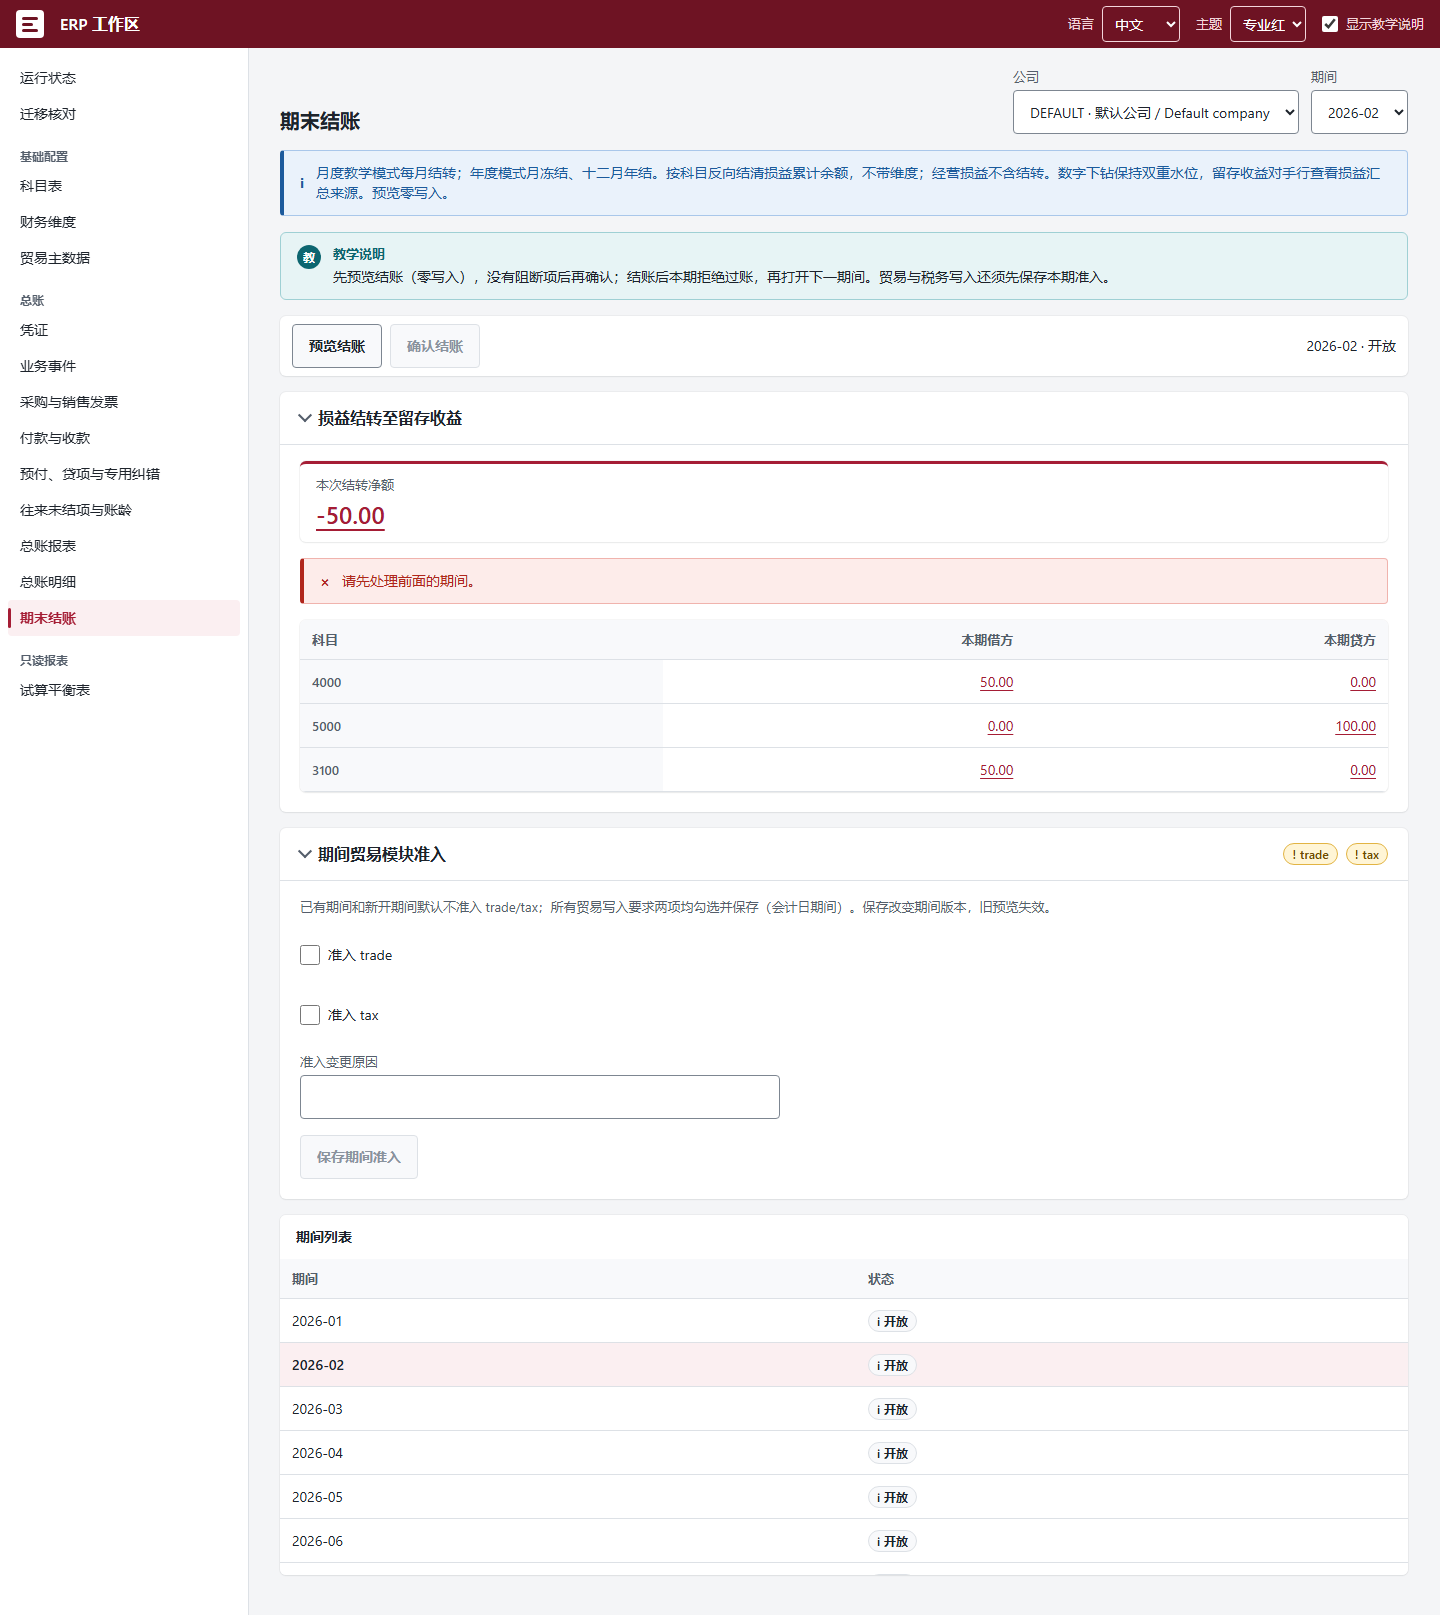 ERP 工作区
语言
中文
主题
专业红
显示教学说明
运行状态
迁移核对
基础配置
科目表
财务维度
贸易主数据
总账
凭证
业务事件
采购与销售发票
付款与收款
预付、贷项与专用纠错
往来未结项与账龄
总账报表
总账明细
期末结账
只读报表
试算平衡表
期末结账
公司
DEFAULT · 默认公司 / Default company
期间
2026-02
i
月度教学模式每月结转；年度模式月冻结、十二月年结。按科目反向结清损益累计余额，不带维度；经营损益不含结转。数字下钻保持双重水位，留存收益对手行查看损益汇
总来源。预览零写入。
教
教学说明
先预览结账（零写入），没有阻断项后再确认；结账后本期拒绝过账，再打开下一期间。贸易与税务写入还须先保存本期准入。
预览结账
确认结账
2026-02 · 开放
损益结转至留存收益
本次结转净额
-50.00
× 请先处理前面的期间。
科目 本期借方 本期贷方
4000 50.00 0.00
5000 0.00 100.00
3100 50.00 0.00
期间贸易模块准入
! trade
! tax
已有期间和新开期间默认不准入 trade/tax；所有贸易写入要求两项均勾选并保存（会计日期间）。保存改变期间版本，旧预览失效。
准入 trade
准入 tax
准入变更原因
保存期间准入
期间列表
期间 状态
2026-01 i 开放
2026-02 i 开放
2026-03 i 开放
2026-04 i 开放
2026-05 i 开放
2026-06 i 开放